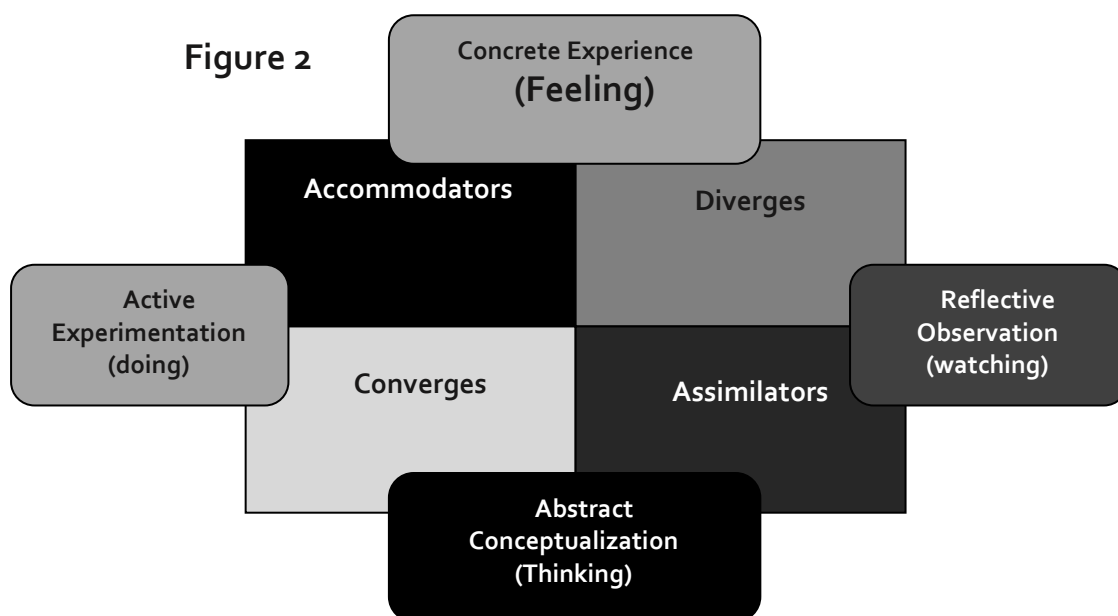 Figure 2
Concrete Experience
(Feeling)
Accommodators
Diverges
Active
Experimentation
(doing)
Reflective
Observation
(watching)
Converges
Assimilators
Abstract
Conceptualization
(Thinking)